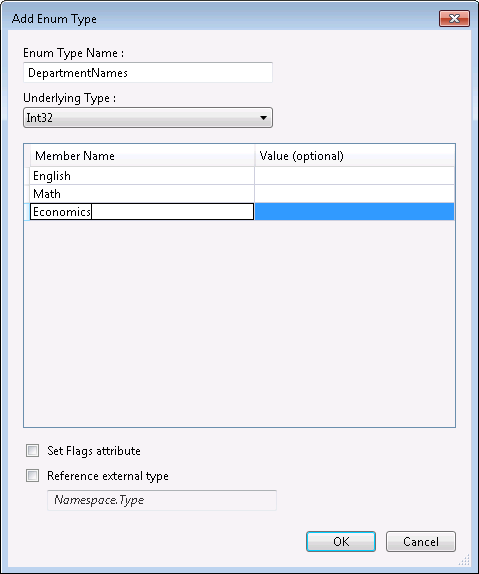 Add Enum Type
Enum Type Name :
DepartmentNames
Underlying Type :
Int32
Member Name Value (optional)
English
Math
Economics
Set Flags attribute
Reference external type
Namespace.Type
OK Cancel